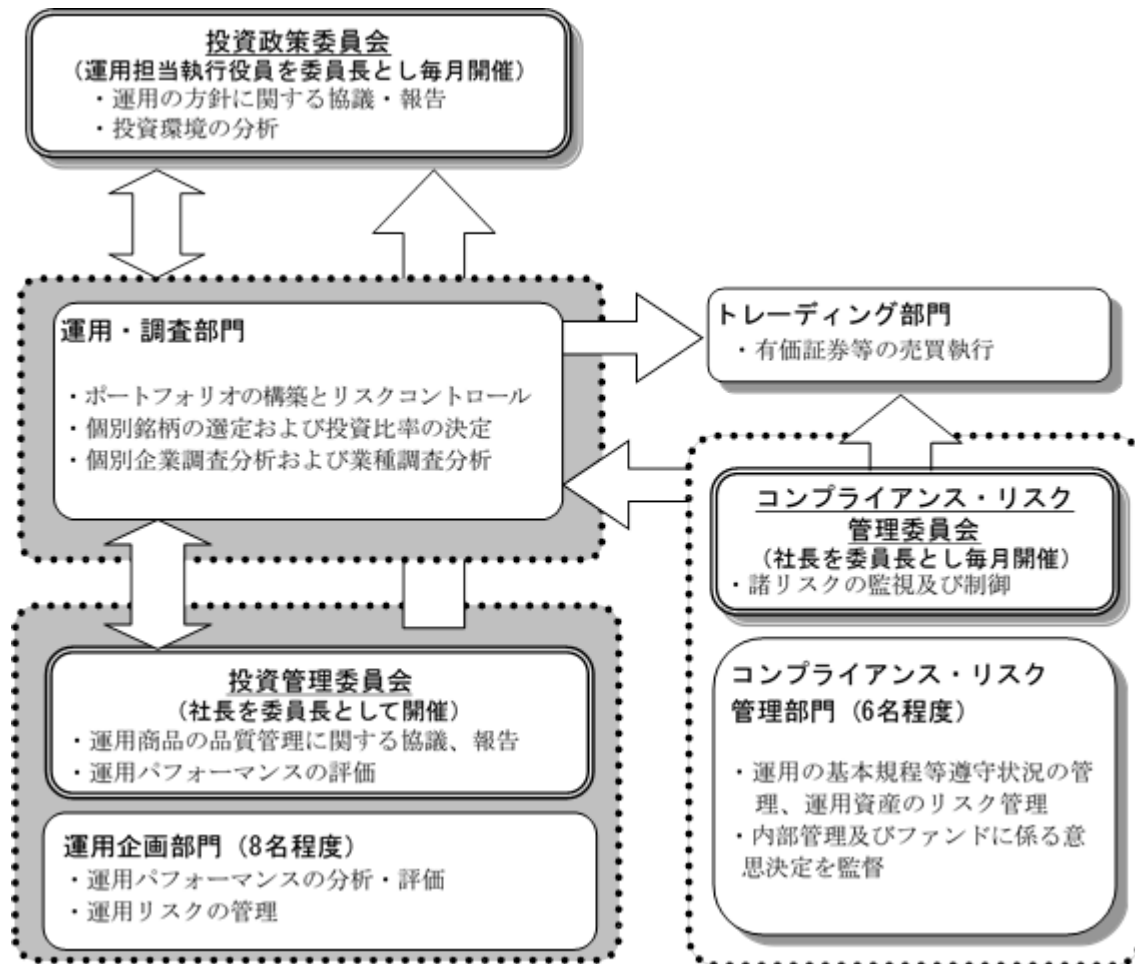 投資政策委員会
(運用担当執行役員を委員長とし毎月開催)
・運用の方針に関する協議・報告
・投資環境の分析
運用・調査部門
・ポートフォリオの構築とリスクコントロール
・個別銘柄の選定および投資比率の決定
・個別企業調査分析および業種調査分析
トレーディング部門
・有価証券等の売買執行
コンプライアンス・リスク
管理委員会
(社長を委員長とし毎月開催)
・諸リスクの監視及び制御
コンプライアンス・リスク
管理部門(6名程度)
・運用の基本規程等遵守状況の管
理、運用資産のリスク管理
・内部管理及びファンドに係る意
思決定を監督
投資管理委員会
(社長を委員長として開催)
・運用商品の品質管理に関する協議、報告
・運用パフォーマンスの評価
運用企画部門(8名程度)
・運用パフォーマンスの分析・評価
・運用リスクの管理